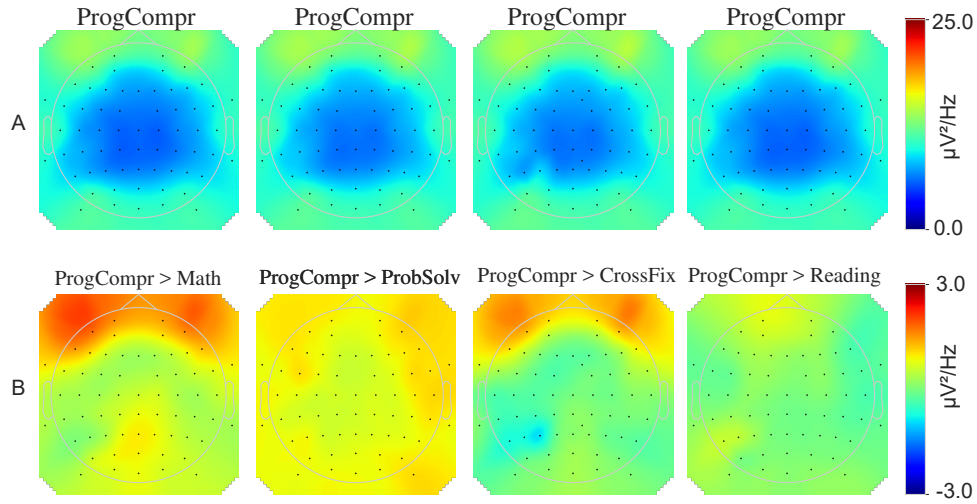 ProgCompr ProgCompr ProgCompr ProgCompr
25.0
A
µV²/Hz
0.0
ProgCompr > Math ProgCompr > ProbSolv ProgCompr > CrossFix ProgCompr > Reading
3.0
B
µV²/Hz
-3.0